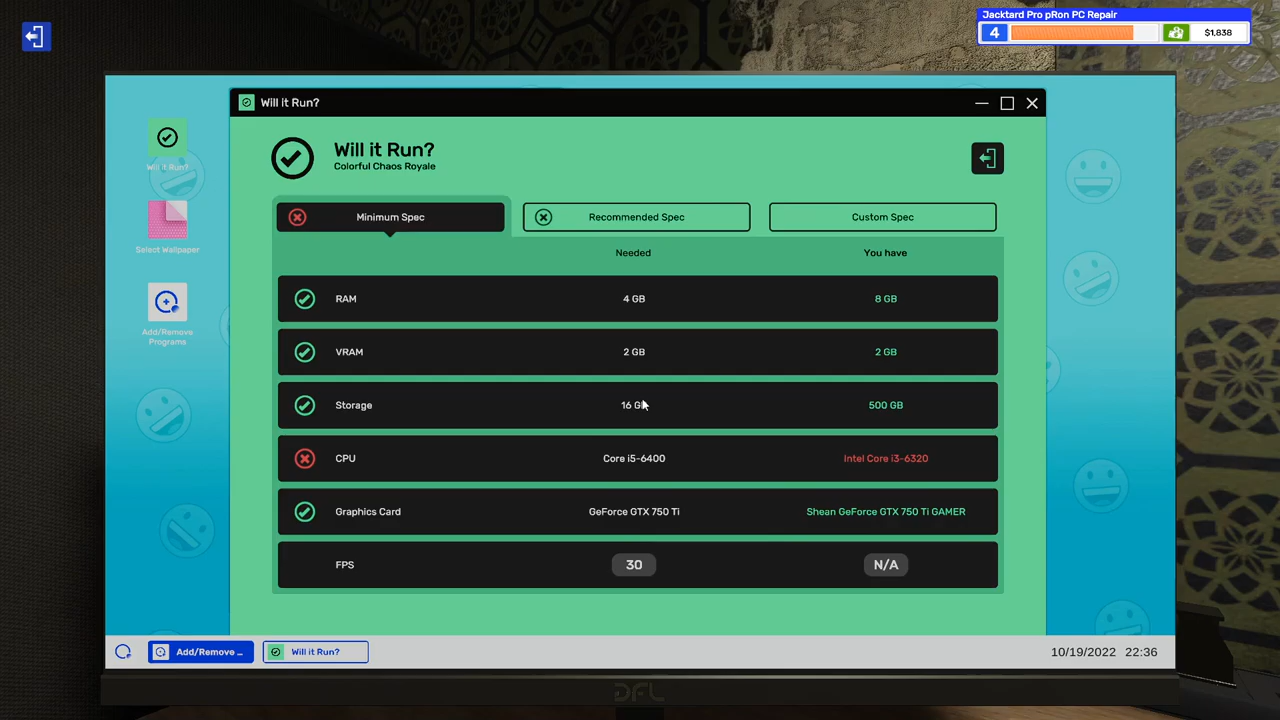 Jacktard Pro pRon PC Repair
4
$1,838
Will it Run?
Will it Run?
Colorful Chaos Royale
Will it Run?
Select Wallpaper
Add/Remove
Programs
Minimum Spec
Recommended Spec
Custom Spec
Needed
You have
RAM
4 GB
8 GB
VRAM
2 GB
2 GB
Storage
16 GB
500 GB
CPU
Core i5-6400
Intel Core i3-6320
Graphics Card
GeForce GTX 750 Ti
Shean GeForce GTX 750 Ti GAMER
FPS
30
N/A
Add/Remove ...
Will it Run?
10/19/2022 22:36
DFL